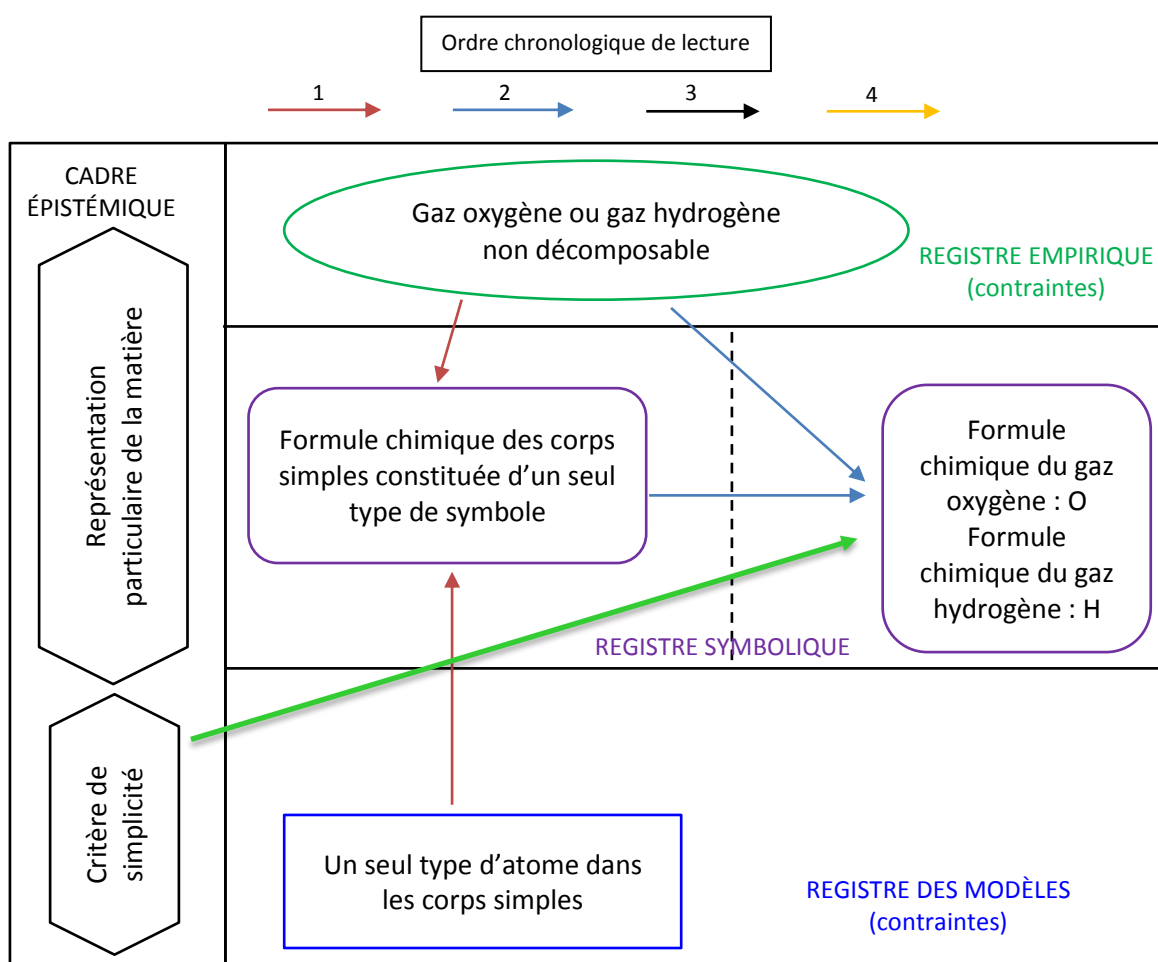 Ordre chronologique de lecture
1
2
3
4
CADRE
ÉPISTÉMIQUE
Gaz oxygène ou gaz hydrogène
non décomposable
REGISTRE EMPIRIQUE
(contraintes)
Représentation
particulaire de la matière
Formule chimique des corps
simples constituée d’un seul
type de symbole
Formule
chimique du gaz
oxygène : O
Formule
chimique du gaz
hydrogène : H
REGISTRE SYMBOLIQUE
Critère de
simplicité
Un seul type d’atome dans
les corps simples
REGISTRE DES MODÈLES
(contraintes)